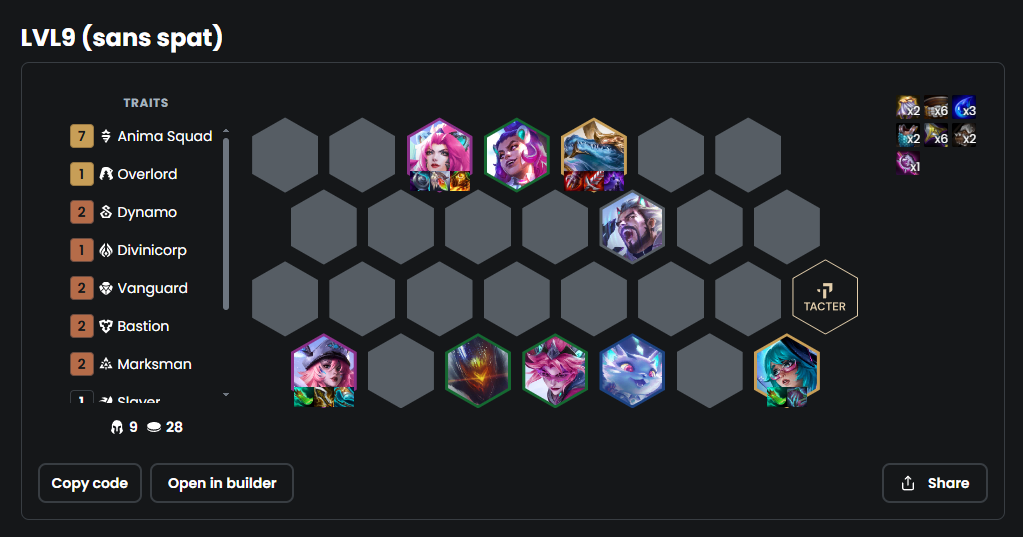 LVL9 (sans spat)
TRAITS
7 Anima Squad
1 Overlord
2 Dynamo
1 Divinicorp
2 Vanguard
2 Bastion
2 Marksman
1 Slayer
9 28
x2 x6 x3
x2 x6 x2
x1
TACTER
Copy code
Open in builder
Share